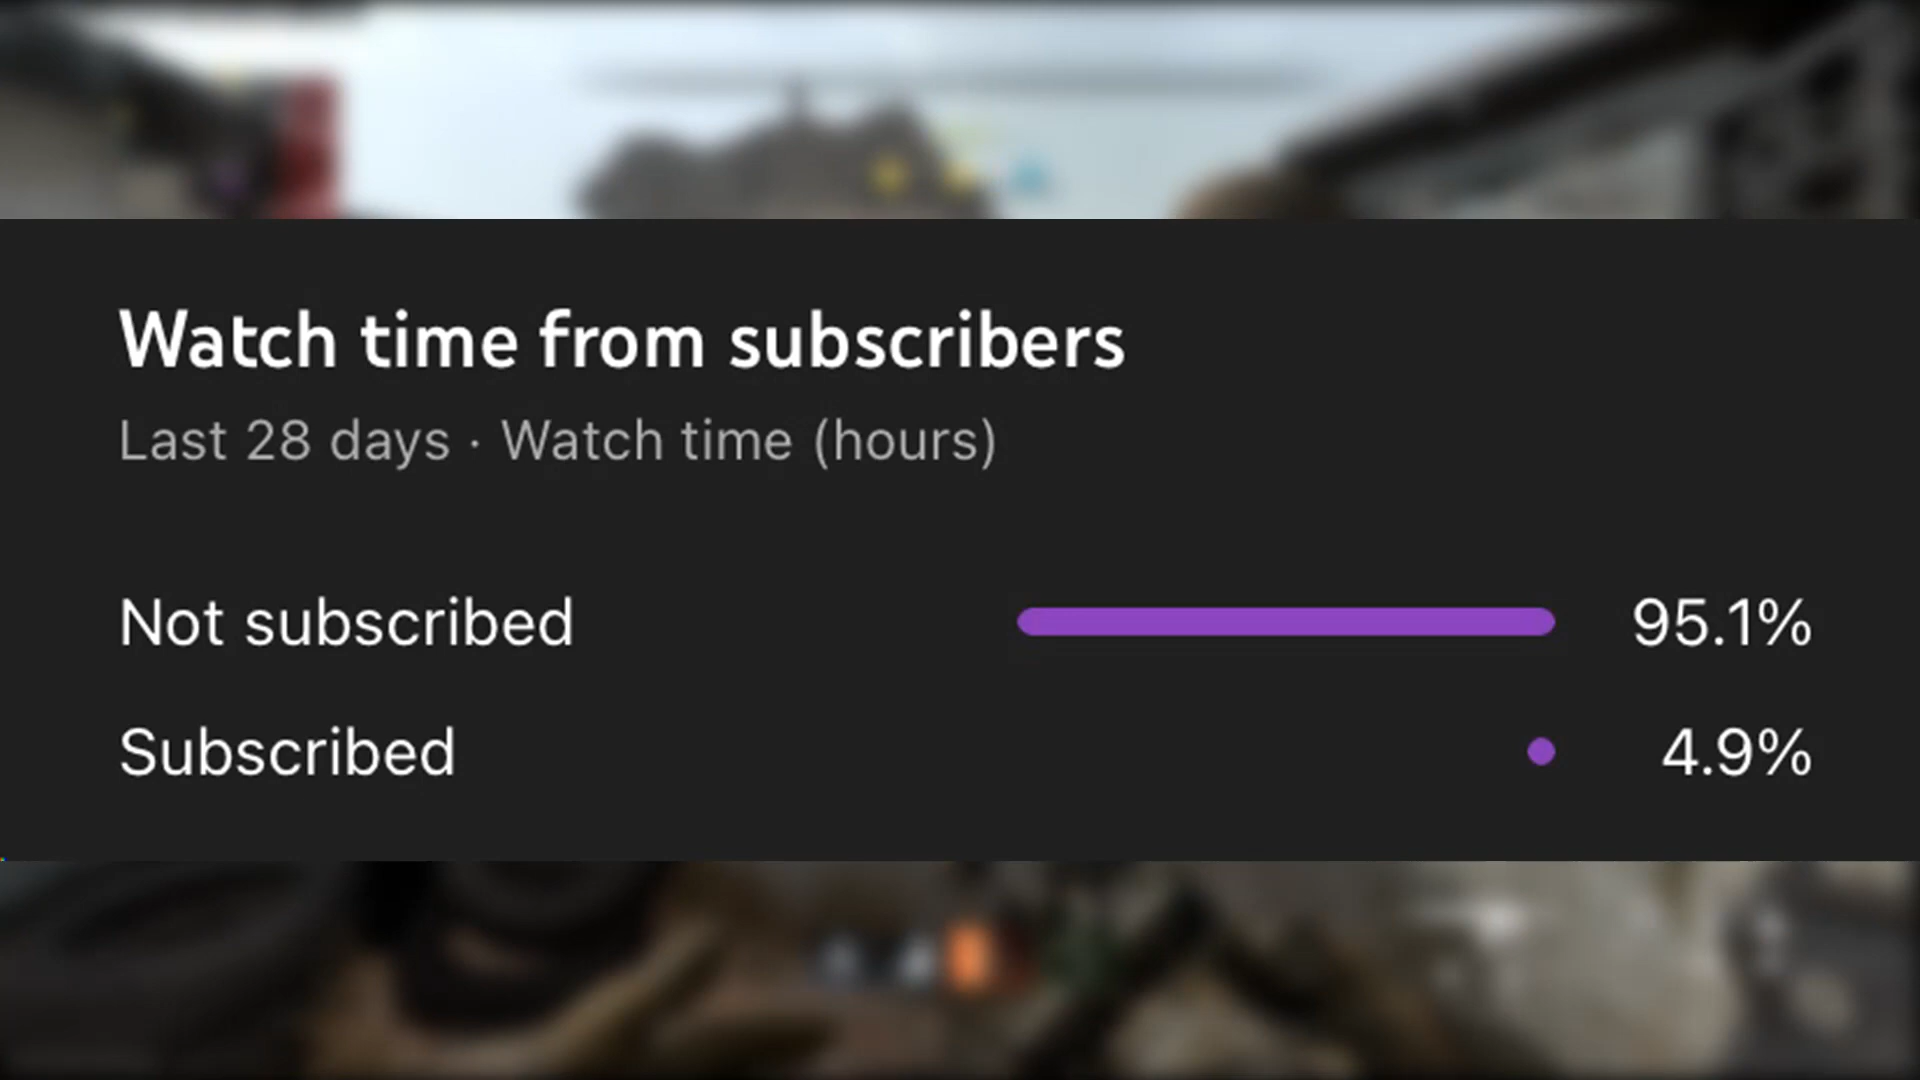 Watch time from subscribers
Last 28 days · Watch time (hours)
Not subscribed 95.1%
Subscribed 4.9%